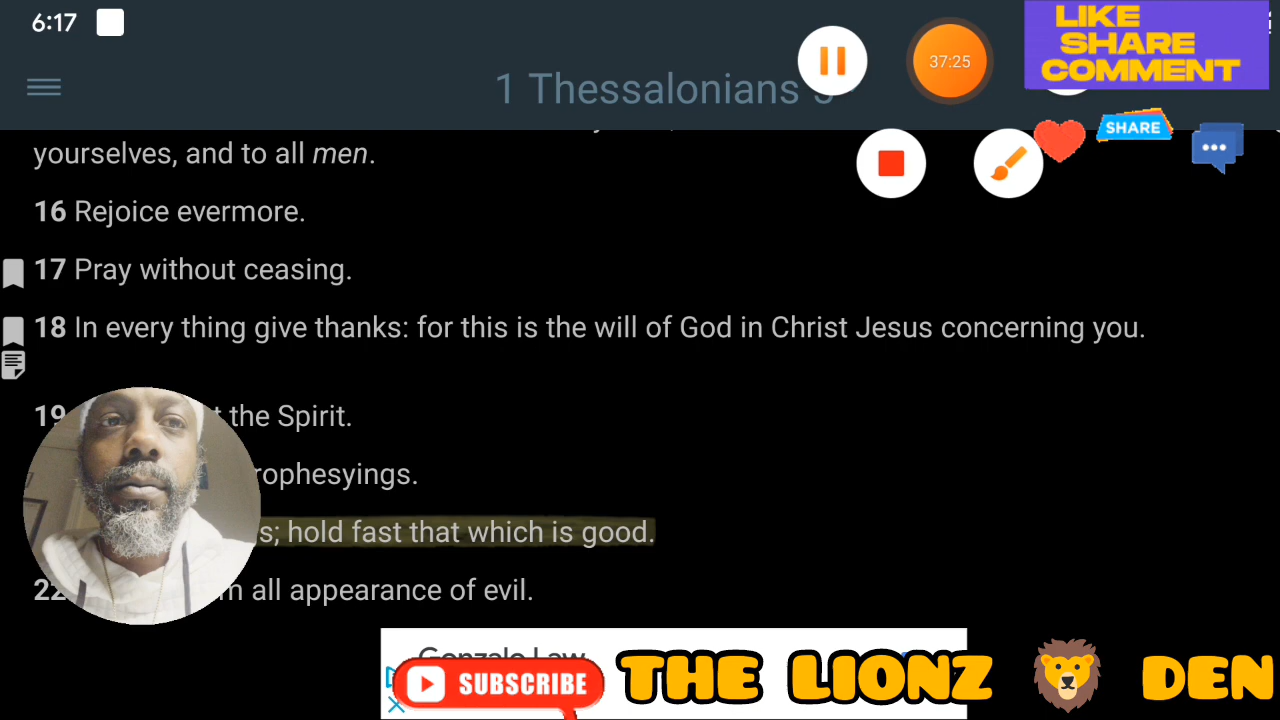 6:17
37:25
LIKE
SHARE
COMMENT
1 Thessalonians
SHARE
yourselves, and to all men.
16 Rejoice evermore.
17 Pray without ceasing.
18 In every thing give thanks: for this is the will of God in Christ Jesus concerning you.
19 the Spirit.
rophesyings.
s; hold fast that which is good.
22 all appearance of evil.
Gonzalo Law
SUBSCRIBE
THE LIONZ DEN